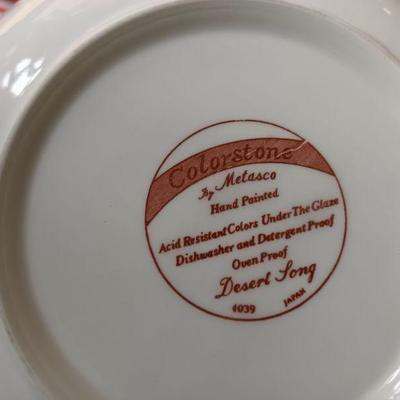 Colorstone
By Metasco
Hand Painted
Acid Resistant Colors Under The Glaze
Dishwasher and Detergent Proof
Oven Proof
Desert Song
4039 JAPAN